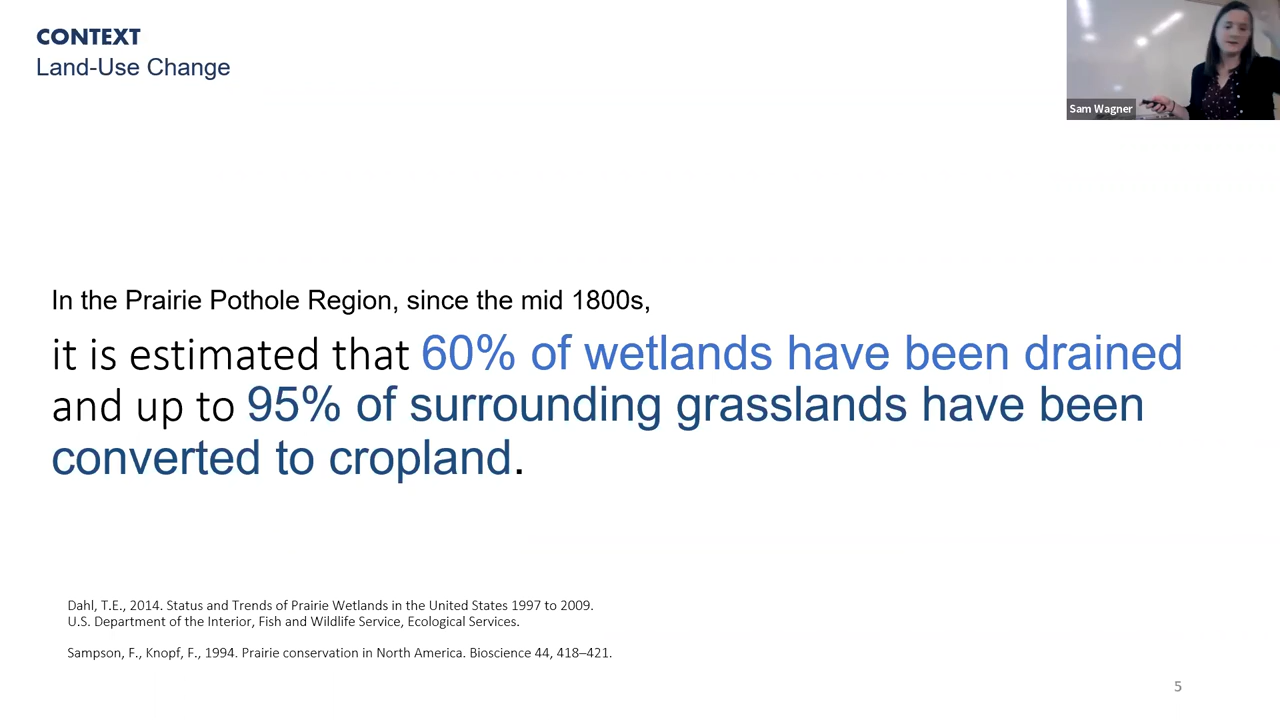 CONTEXT
Land-Use Change
Sam Wagner
In the Prairie Pothole Region, since the mid 1800s,
it is estimated that 60% of wetlands have been drained
and up to 95% of surrounding grasslands have been
converted to cropland.
Dahl, T.E., 2014. Status and Trends of Prairie Wetlands in the United States 1997 to 2009.
U.S. Department of the Interior, Fish and Wildlife Service, Ecological Services.
Sampson, F., Knopf, F., 1994. Prairie conservation in North America. Bioscience 44, 418–421.
5